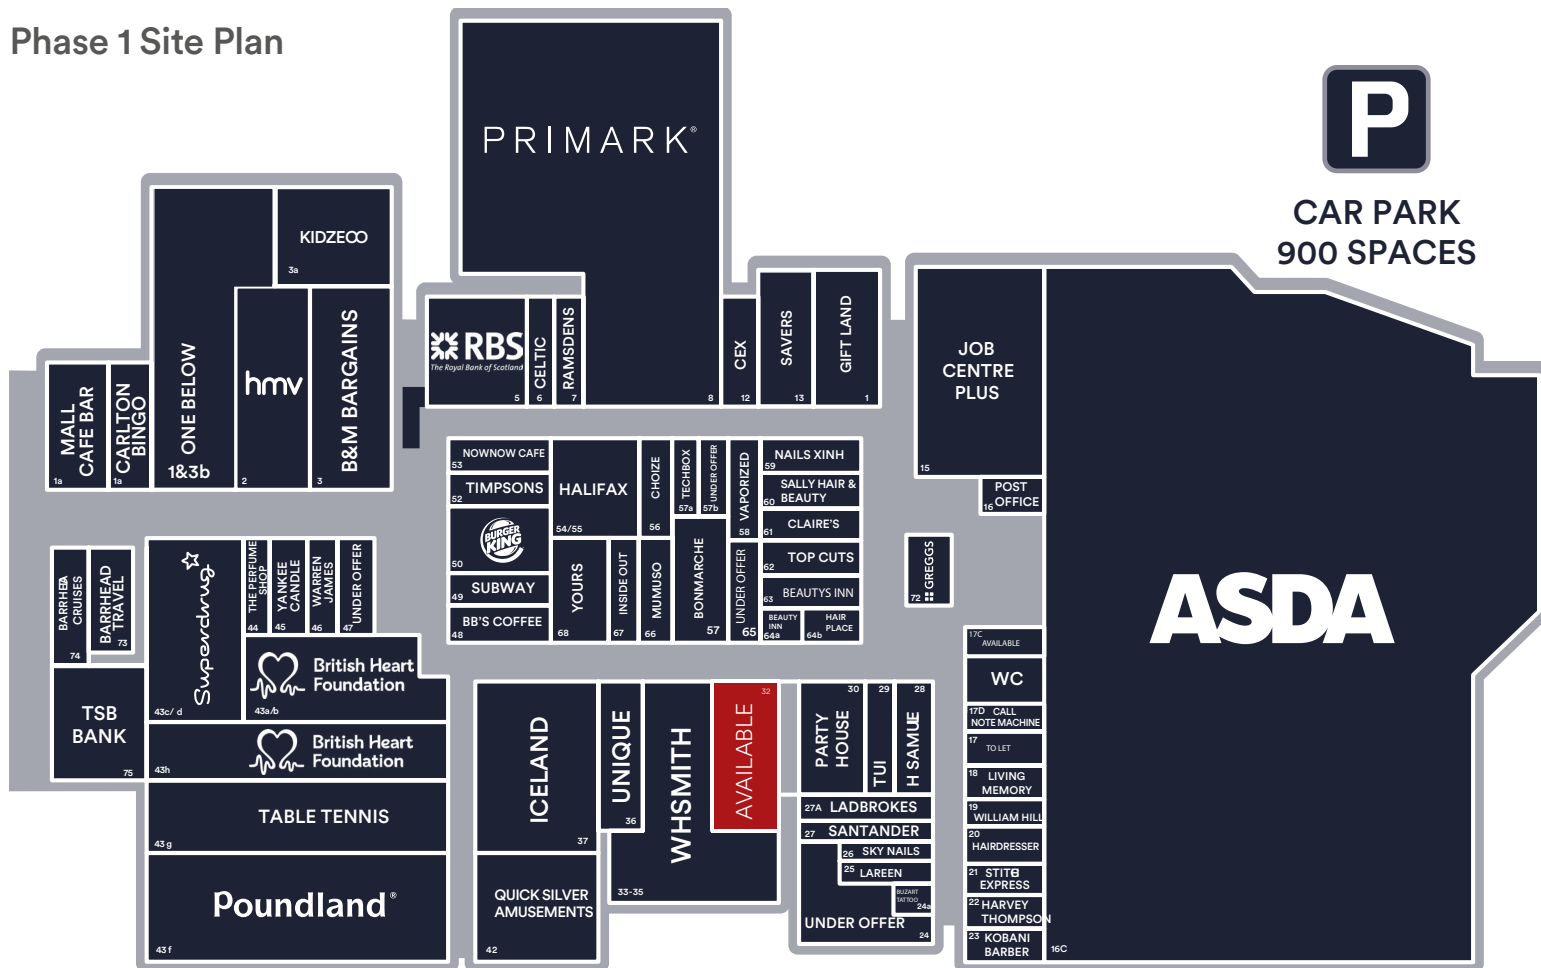 Phase 1 Site Plan
PRIMARK®
8
P
CAR PARK
900 SPACES
KIDZECO
3a
ONE BELOW
1&3b
hmv
2
B&M BARGAINS
3
MALL
CAFE BAR
1a
CARLTON
BINGO
1a
RBS
The Royal Bank of Scotland
5
CELTIC
6
RAMSDENS
7
CEX
12
SAVERS
13
GIFT LAND
1
JOB
CENTRE
PLUS
15
POST
OFFICE
16
ASDA
16C
NOWNOW CAFE
53
TIMPSONS
52
BURGER
KING
50
SUBWAY
49
BB'S COFFEE
48
HALIFAX
54/55
CHOIZE
56
TECHBOX
57a
UNDER OFFER
57b
VAPORIZED
58
NAILS XINH
59
SALLY HAIR &
BEAUTY
60
CLAIRE'S
61
TOP CUTS
62
BEAUTYS INN
63
BEAUTY
INN
64a
HAIR
PLACE
64b
YOURS
68
INSIDE OUT
67
MUMUSO
66
BONMARCHE
57
UNDER OFFER
65
GREGGS
72
BARRHEA
CRUISES
74
BARRHEAD
TRAVEL
73
TSB
BANK
75
Superdrug
43c/ d
THE PERFUME
SHOP
44
YANKEE
CANDLE
45
WARREN
JAMES
46
UNDER OFFER
47
British Heart
Foundation
43a/b
British Heart
Foundation
43h
TABLE TENNIS
43 g
Poundland®
43 f
ICELAND
37
UNIQUE
36
WHSMITH
33-35
AVAILABLE
32
QUICK SILVER
AMUSEMENTS
42
PARTY
HOUSE
30
TUI
29
H SAMUE
28
27A LADBROKES
27 SANTANDER
26 SKY NAILS
25 LAREEN
BUZART
TATTOO
24a
UNDER OFFER
24
17C
AVAILABLE
WC
17D CALL
NOTE MACHINE
17
TO LET
18 LIVING
MEMORY
19
WILLIAM HILL
20
HAIRDRESSER
21 STITH
EXPRESS
22 HARVEY
THOMPSON
23 KOBANI
BARBER